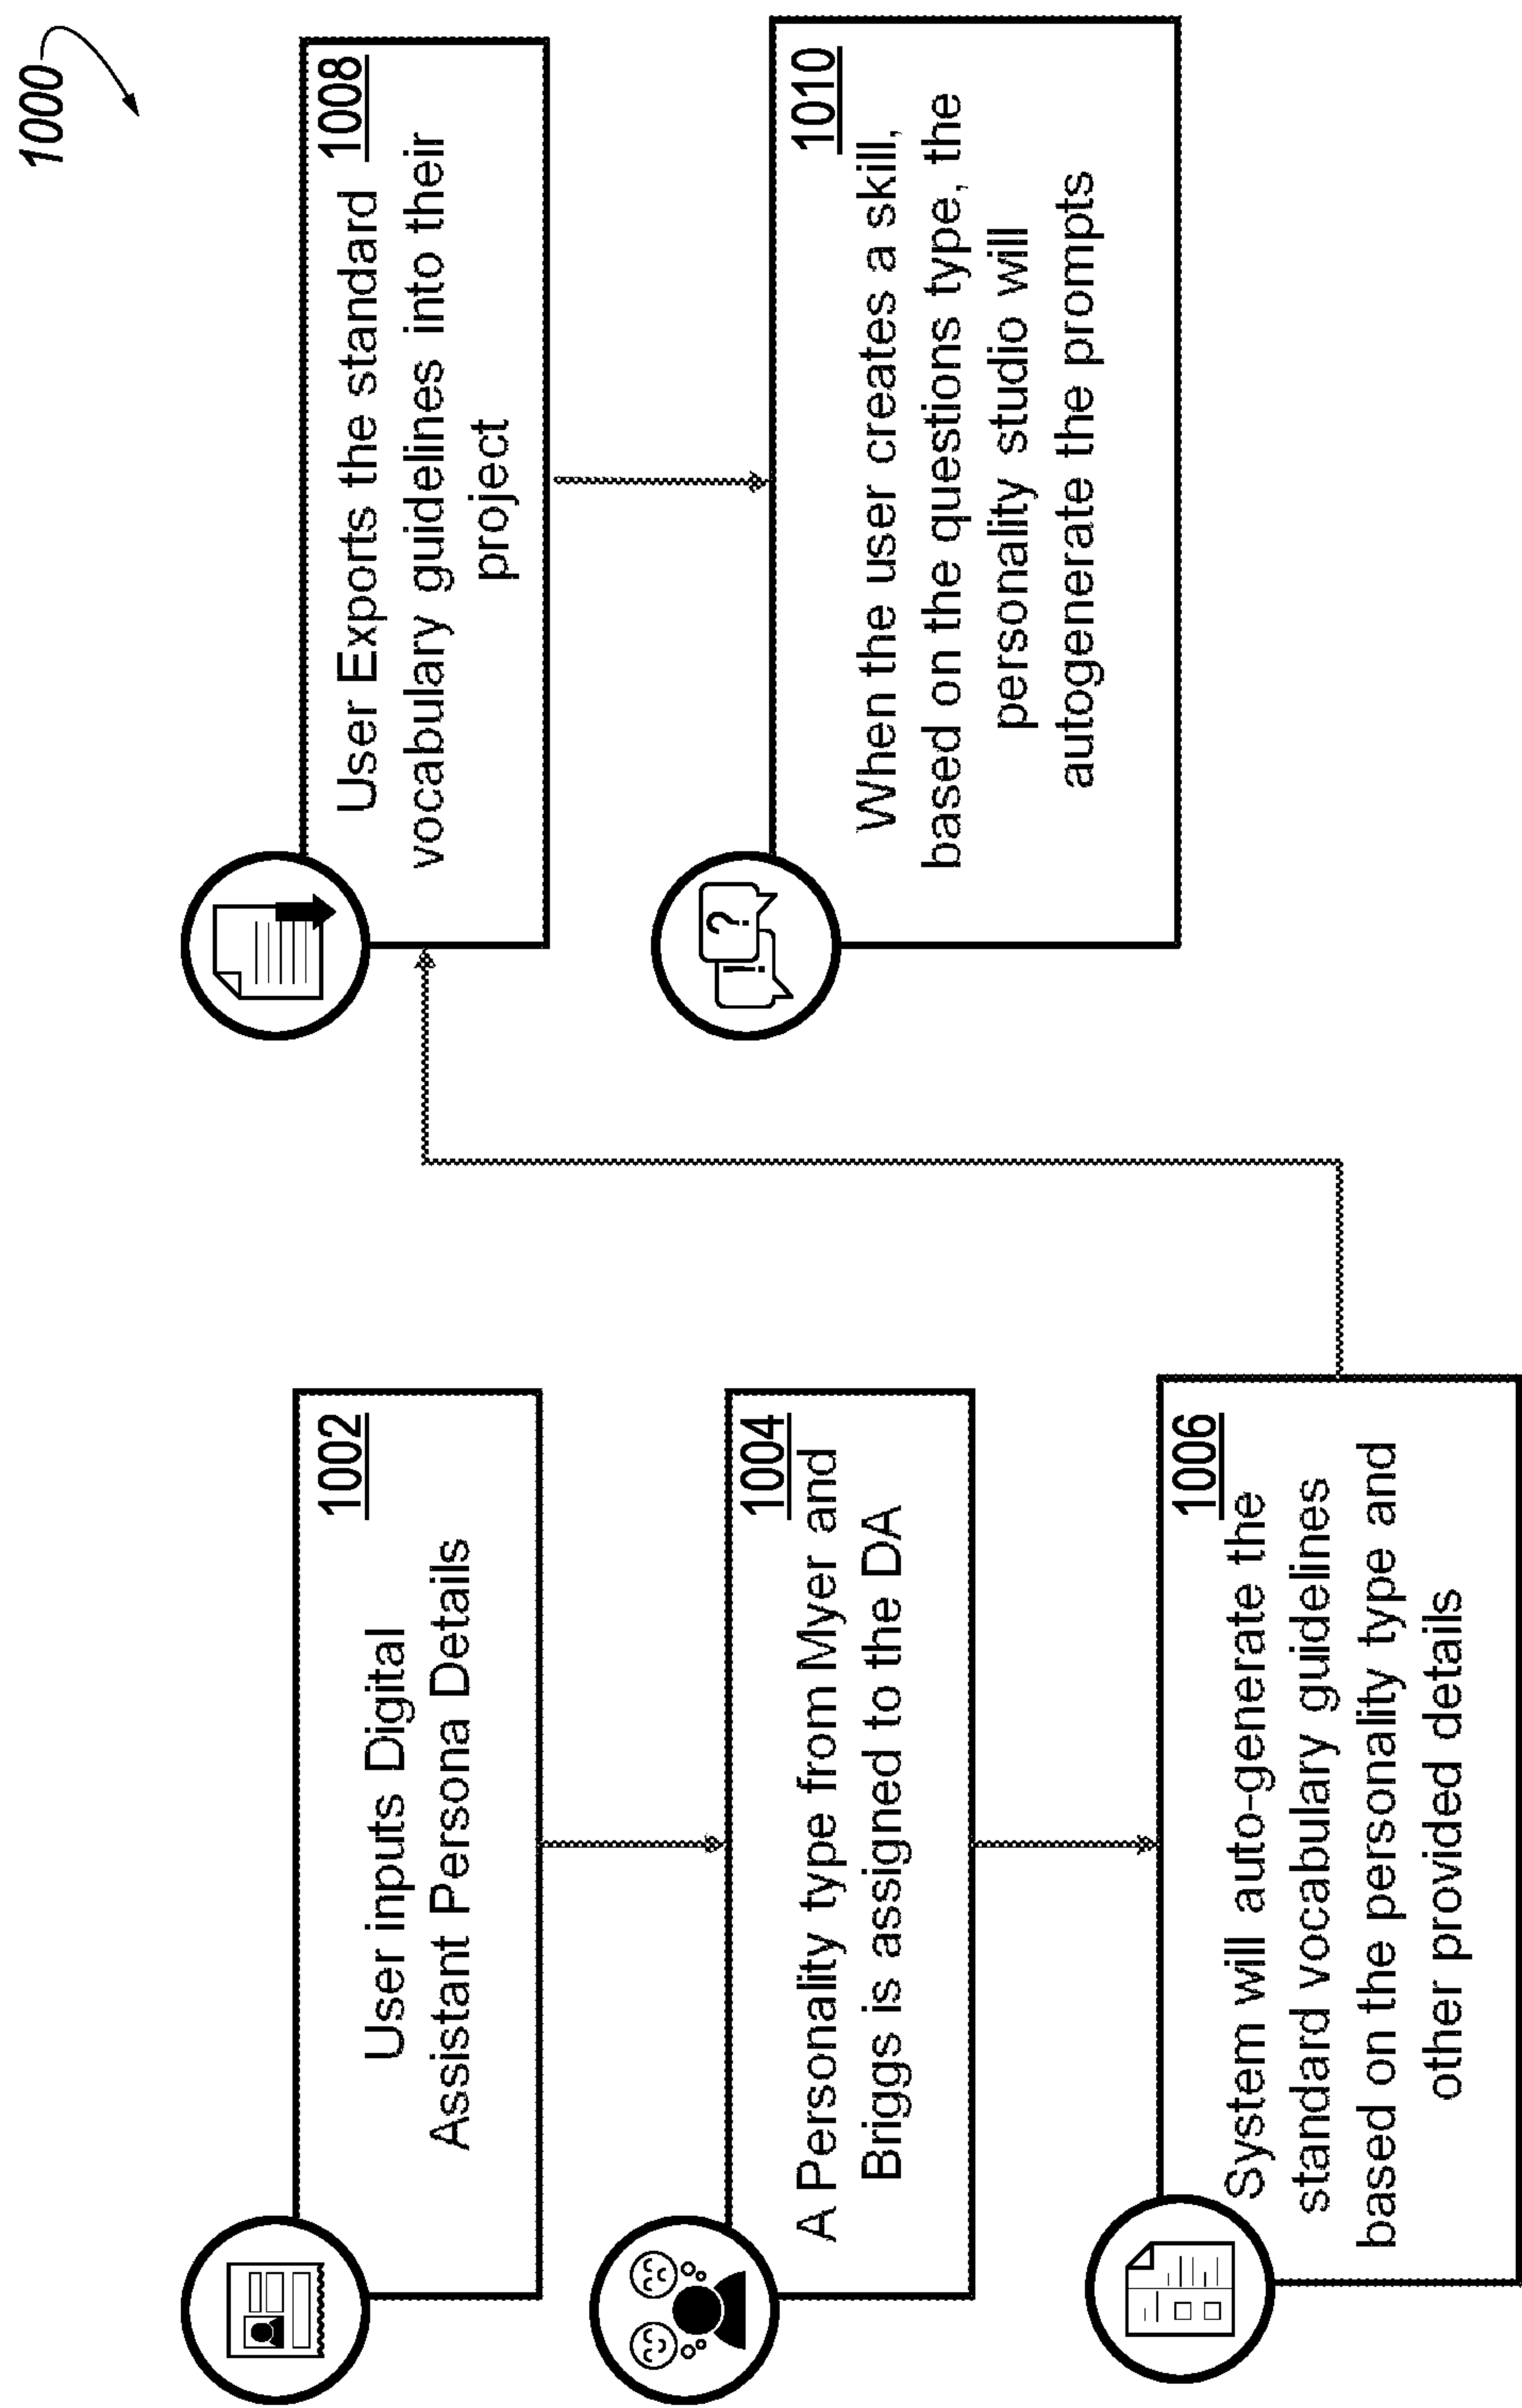 1000
1002
User inputs Digital
Assistant Persona Details
1004
A Personality type from Myer and
Briggs is assigned to the DA
1006
System will auto-generate the
standard vocabulary guidelines
based on the personality type and
other provided details
1008
User Exports the standard
vocabulary guidelines into their
project
1010
When the user creates a skill,
based on the questions type, the
personality studio will
autogenerate the prompts
!
?